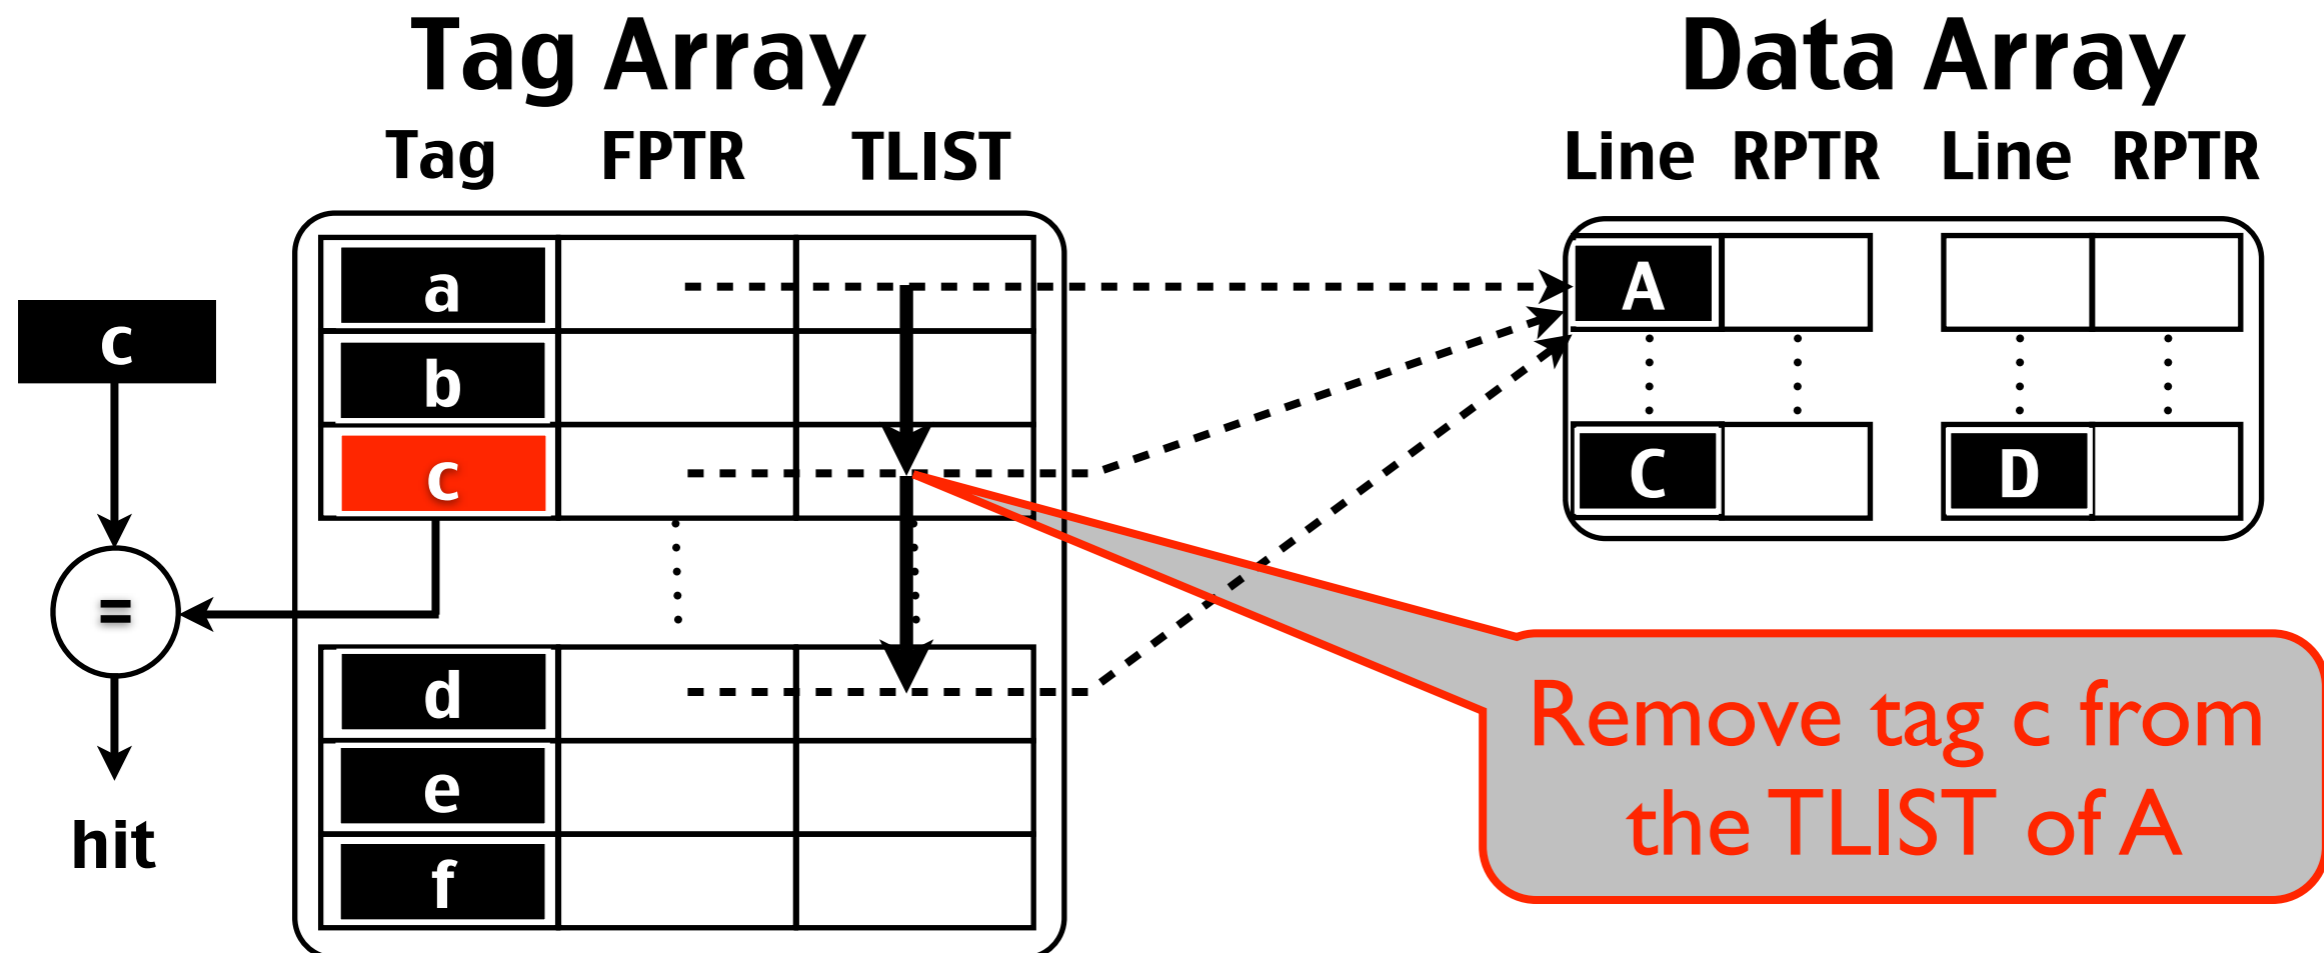 Tag Array
Data Array
Tag FPTR TLIST
Line RPTR Line RPTR
a
A
c
b
c
C
D
=
d
Remove tag c from
the TLIST of A
e
hit
f